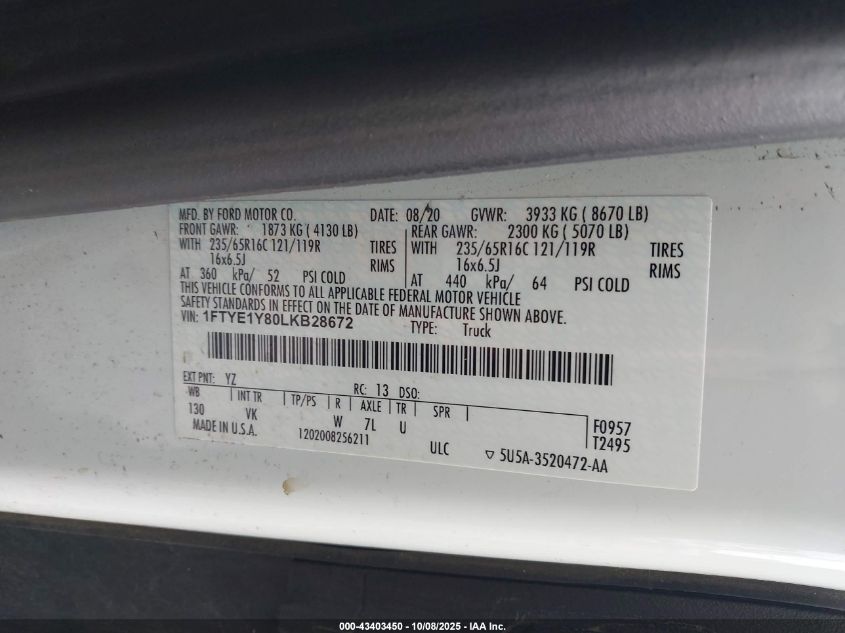 MFD. BY FORD MOTOR CO. DATE: 08/20 GVWR: 3933 KG ( 8670 LB)
FRONT GAWR: 1873 KG ( 4130 LB) REAR GAWR: 2300 KG ( 5070 LB)
WITH 235/65R16C 121/119R TIRES WITH 235/65R16C 121/119R TIRES
16x6.5J RIMS 16x6.5J RIMS
AT 360 kPa/ 52 PSI COLD AT 440 kPa/ 64 PSI COLD
THIS VEHICLE CONFORMS TO ALL APPLICABLE FEDERAL MOTOR VEHICLE
SAFETY STANDARDS IN EFFECT ON THE DATE OF MANUFACTURE SHOWN ABOVE.
VIN: 1FTYE1Y80LKB28672 TYPE: Truck
EXT PNT: YZ RC: 13 DSO:
WB INT TR TP/PS R AXLE TR SPR
130 VK W 7L U F0957
MADE IN U.S.A. 1202008256211 T2495
ULC ▽ 5U5A-3520472-AA
000-43403450 - 10/08/2025 - IAA Inc.